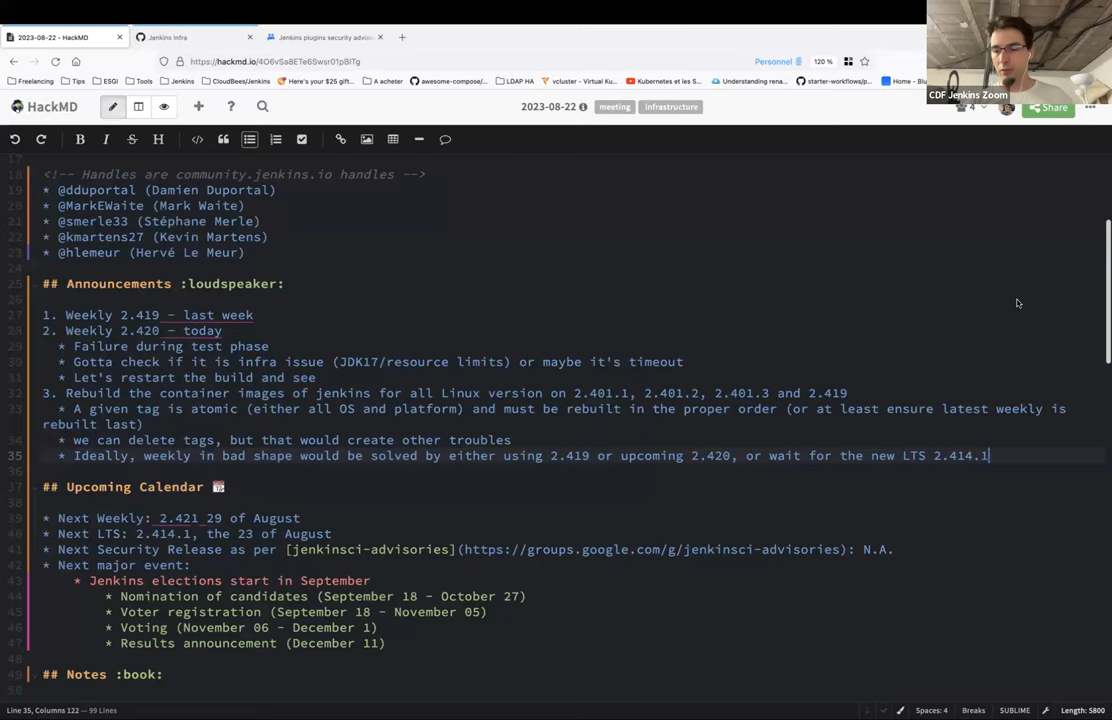 2023-08-22 - HackMD
Jenkins Infra
Jenkins plugins security advis
https://hackmd.io/4O6vSa8ETe6Swsr01pBITg
Personnel
120 %
Freelancing
Tips
ESGI
Tools
Jenkins
CloudBees/Jenkins
Here's your $25 gift...
A acheter
awesome-compose/...
LDAP HA
vcluster - Virtual Ku...
Kubernetes et les S...
Understanding rena...
starter-workflows/p...
Home - Blu
CDF Jenkins Zoom
HackMD
2023-08-22
meeting
infrastructure
4
Share
17
18 <!-- Handles are community.jenkins.io handles -->
19 * @dduportal (Damien Duportal)
20 * @MarkEWaite (Mark Waite)
21 * @smerle33 (Stéphane Merle)
22 * @kmartens27 (Kevin Martens)
23 * @hlemeur (Hervé Le Meur)
24
25 ## Announcements :loudspeaker:
26
27 1. Weekly 2.419 - last week
28 2. Weekly 2.420 - today
29 * Failure during test phase
30 * Gotta check if it is infra issue (JDK17/resource limits) or maybe it's timeout
31 * Let's restart the build and see
32 3. Rebuild the container images of jenkins for all Linux version on 2.401.1, 2.401.2, 2.401.3 and 2.419
33 * A given tag is atomic (either all OS and platform) and must be rebuilt in the proper order (or at least ensure latest weekly is
rebuilt last)
34 * we can delete tags, but that would create other troubles
35 * Ideally, weekly in bad shape would be solved by either using 2.419 or upcoming 2.420, or wait for the new LTS 2.414.1
37 ## Upcoming Calendar 📆
38
39 * Next Weekly: 2.421 29 of August
40 * Next LTS: 2.414.1, the 23 of August
41 * Next Security Release as per [jenkinsci-advisories](https://groups.google.com/g/jenkinsci-advisories): N.A.
42 * Next major event:
43 * Jenkins elections start in September
44 * Nomination of candidates (September 18 - October 27)
45 * Voter registration (September 18 - November 05)
46 * Voting (November 06 - December 1)
47 * Results announcement (December 11)
48
49 ## Notes :book:
50
Line 35, Columns 122 — 99 Lines
Spaces: 4
Breaks
SUBLIME
Length: 5800